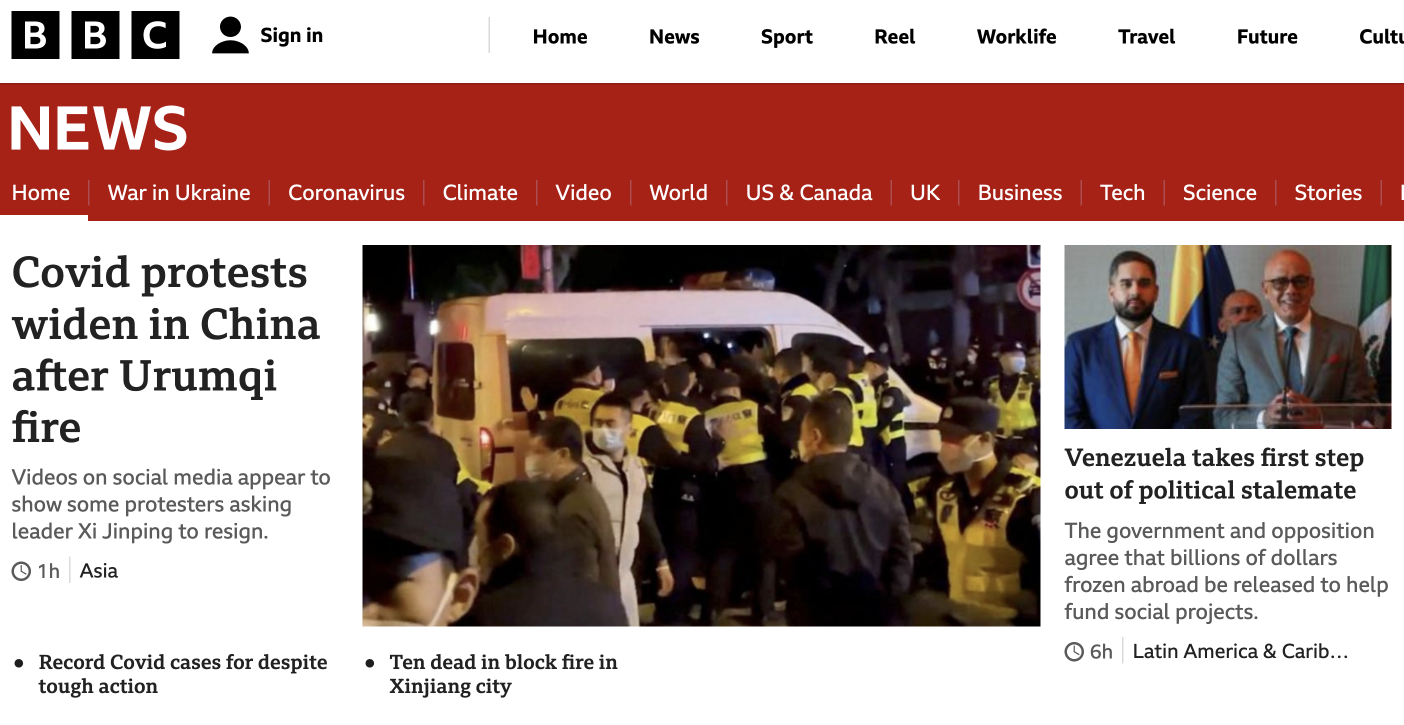 BBC
Sign in
Home
News
Sport
Reel
Worklife
Travel
Future
NEWS
Home
War in Ukraine
Coronavirus
Climate
Video
World
US & Canada
UK
Business
Tech
Science
Stories
Covid protests
widen in China
after Urumqi
fire
Videos on social media appear to
show some protesters asking
leader Xi Jinping to resign.
1h
Asia
Record Covid cases for despite
tough action
Ten dead in block fire in
Xinjiang city
Venezuela takes first step
out of political stalemate
The government and opposition
agree that billions of dollars
frozen abroad be released to help
fund social projects.
6h
Latin America & Carib…